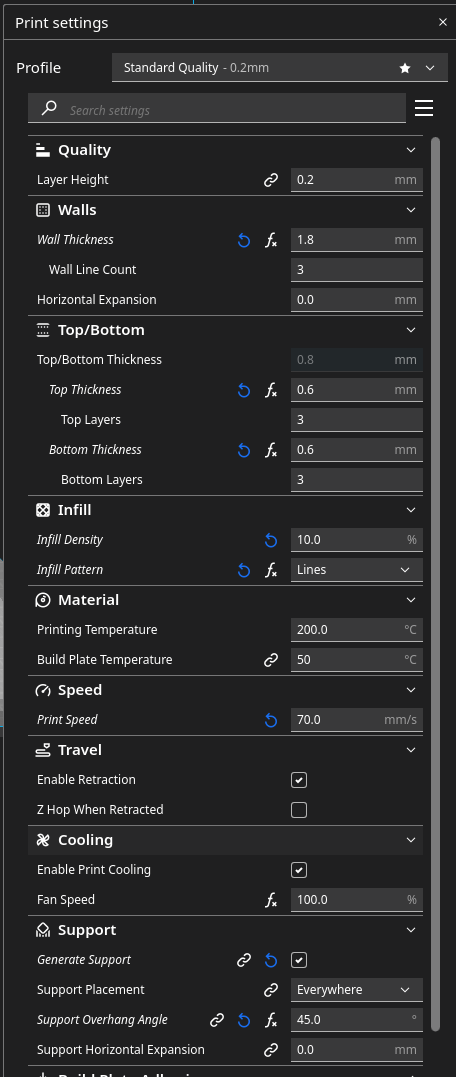 Print settings
Profile Standard Quality - 0.2mm
Search settings
Quality
Layer Height 0.2 mm
Walls
Wall Thickness 1.8 mm
Wall Line Count 3
Horizontal Expansion 0.0 mm
Top/Bottom
Top/Bottom Thickness 0.8 mm
Top Thickness 0.6 mm
Top Layers 3
Bottom Thickness 0.6 mm
Bottom Layers 3
Infill
Infill Density 10.0 %
Infill Pattern Lines
Material
Printing Temperature 200.0 °C
Build Plate Temperature 50 °C
Speed
Print Speed 70.0 mm/s
Travel
Enable Retraction
Z Hop When Retracted
Cooling
Enable Print Cooling
Fan Speed 100.0 %
Support
Generate Support
Support Placement Everywhere
Support Overhang Angle 45.0 °
Support Horizontal Expansion 0.0 mm